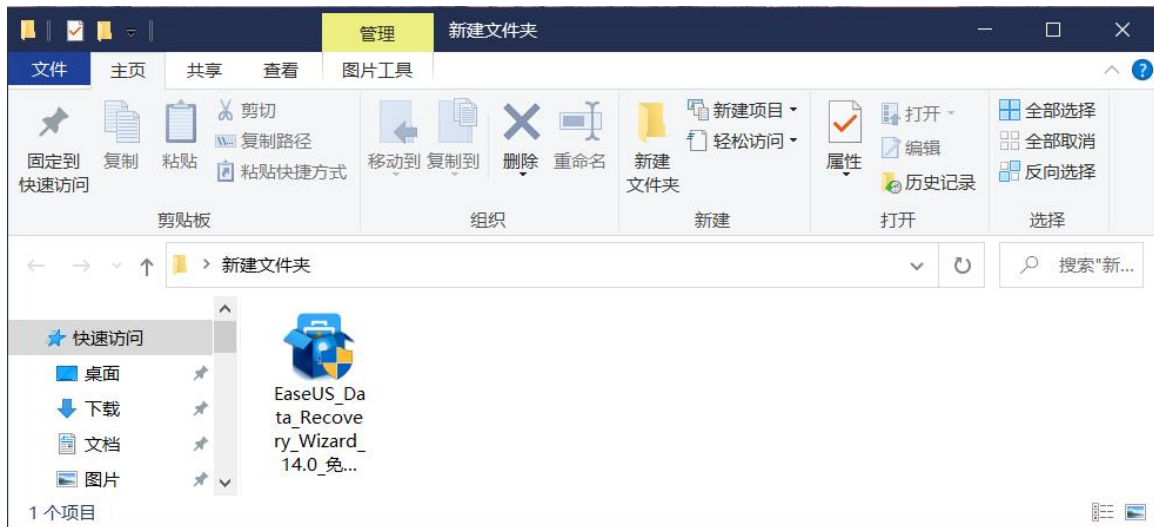 管理
新建文件夹
文件
主页
共享
查看
图片工具
固定到
快速访问
复制
粘贴
剪切
复制路径
粘贴快捷方式
剪贴板
移动到
复制到
删除
重命名
组织
新建
文件夹
新建项目
轻松访问
新建
属性
打开
编辑
历史记录
打开
全部选择
全部取消
反向选择
选择
新建文件夹
搜索"新...
快速访问
桌面
下载
文档
图片
EaseUS_Da
ta_Recove
ry_Wizard_
14.0_免...
1 个项目